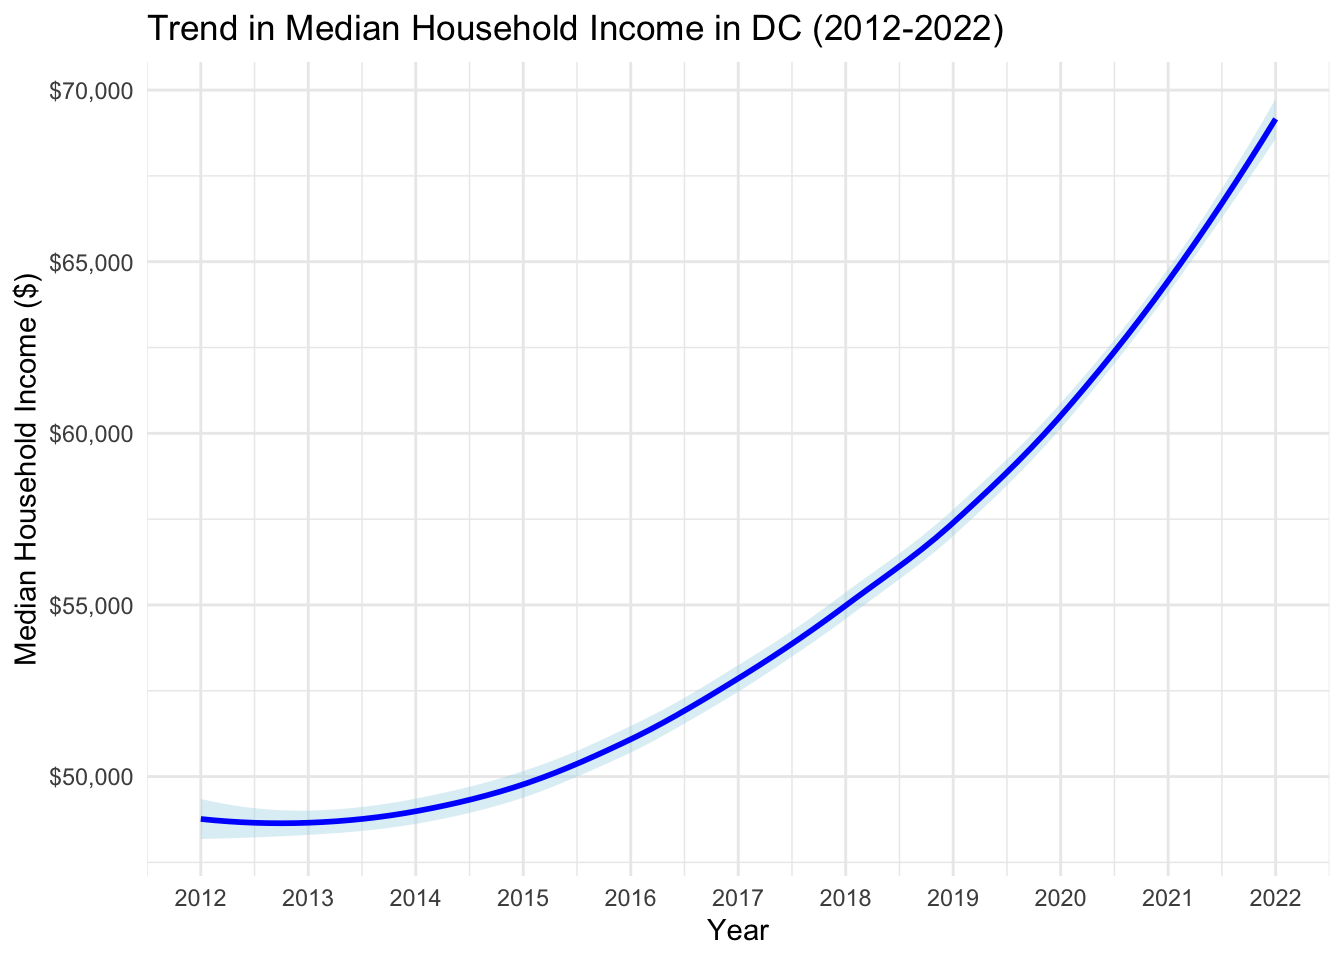 Trend in Median Household Income in DC (2012-2022)
Median Household Income ($)
$70,000
$65,000
$60,000
$55,000
$50,000
2012 2013 2014 2015 2016 2017 2018 2019 2020 2021 2022
Year